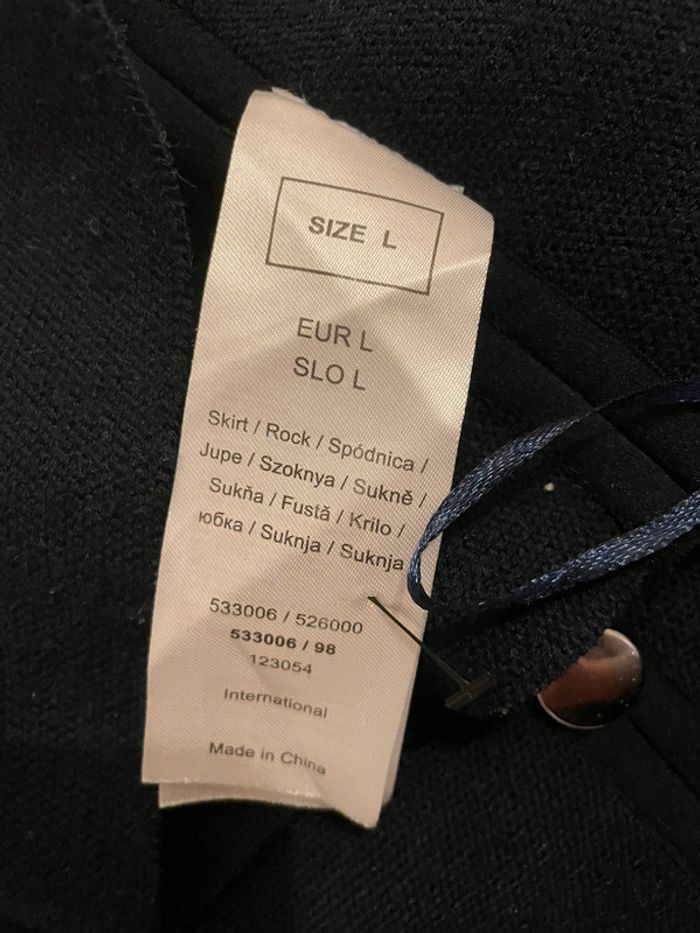 SIZE L
EUR L
SLO L
Skirt / Rock / Spódnica /
Jupe / Szoknya / Sukně /
Sukňa / Fustă / Krilo /
юбка / Suknja / Suknja
533006 / 526000
533006 / 98
123054
International
Made in China